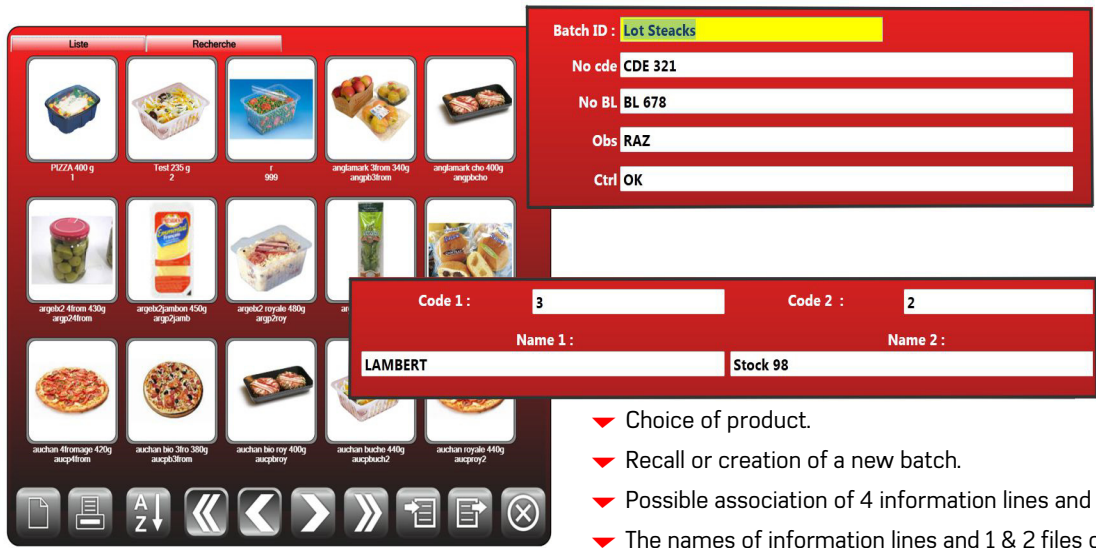 Liste
Recherche
PIZZA 400 g
1
Test 235 g
2
r
999
anglamark 3from 340g
angpb3from
anglamark cho 400g
angpbcho
argelx2 4from 430g
argp24from
argelx2jambon 450g
argp2jamb
argelx2 royale 480g
argp2roy
auchan 4fromage 420g
aucp4from
auchan bio 3fro 380g
aucpb3from
auchan bio roy 400g
aucpbroy
auchan buche 440g
aucpbuch2
auchan royale 440g
aucproy2
A
Z
Batch ID : Lot Steacks
No cde CDE 321
No BL BL 678
Obs RAZ
Ctrl OK
Code 1 : 3 Code 2 : 2
Name 1 : Name 2 :
LAMBERT Stock 98
Choice of product.
Recall or creation of a new batch.
Possible association of 4 information lines and
The names of information lines and 1 & 2 files